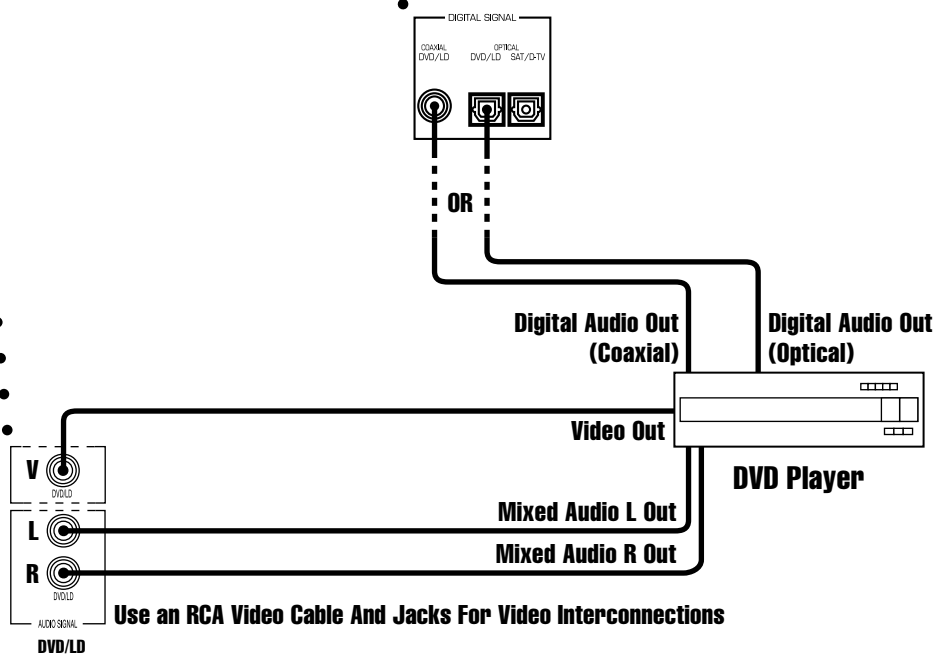 DIGITAL SIGNAL
COAXIAL OPTICAL
DVD/LD DVD/LD SAT/D-TV
OR
Digital Audio Out
(Coaxial)
Digital Audio Out
(Optical)
Video Out
DVD Player
V
DVD/LD
Mixed Audio L Out
L
Mixed Audio R Out
R
DVD/LD
AUDIO SIGNAL
Use an RCA Video Cable And Jacks For Video Interconnections
DVD/LD